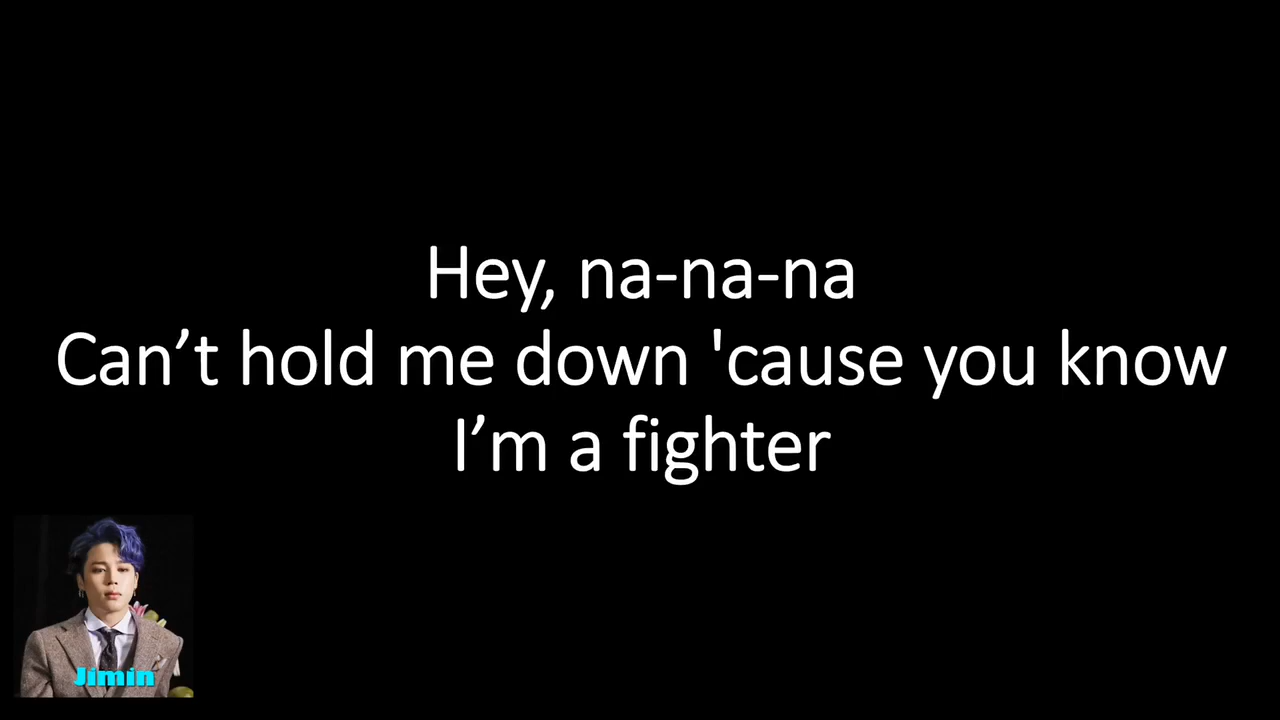 Hey, na-na-na
Can’t hold me down 'cause you know
I’m a fighter
Jimin